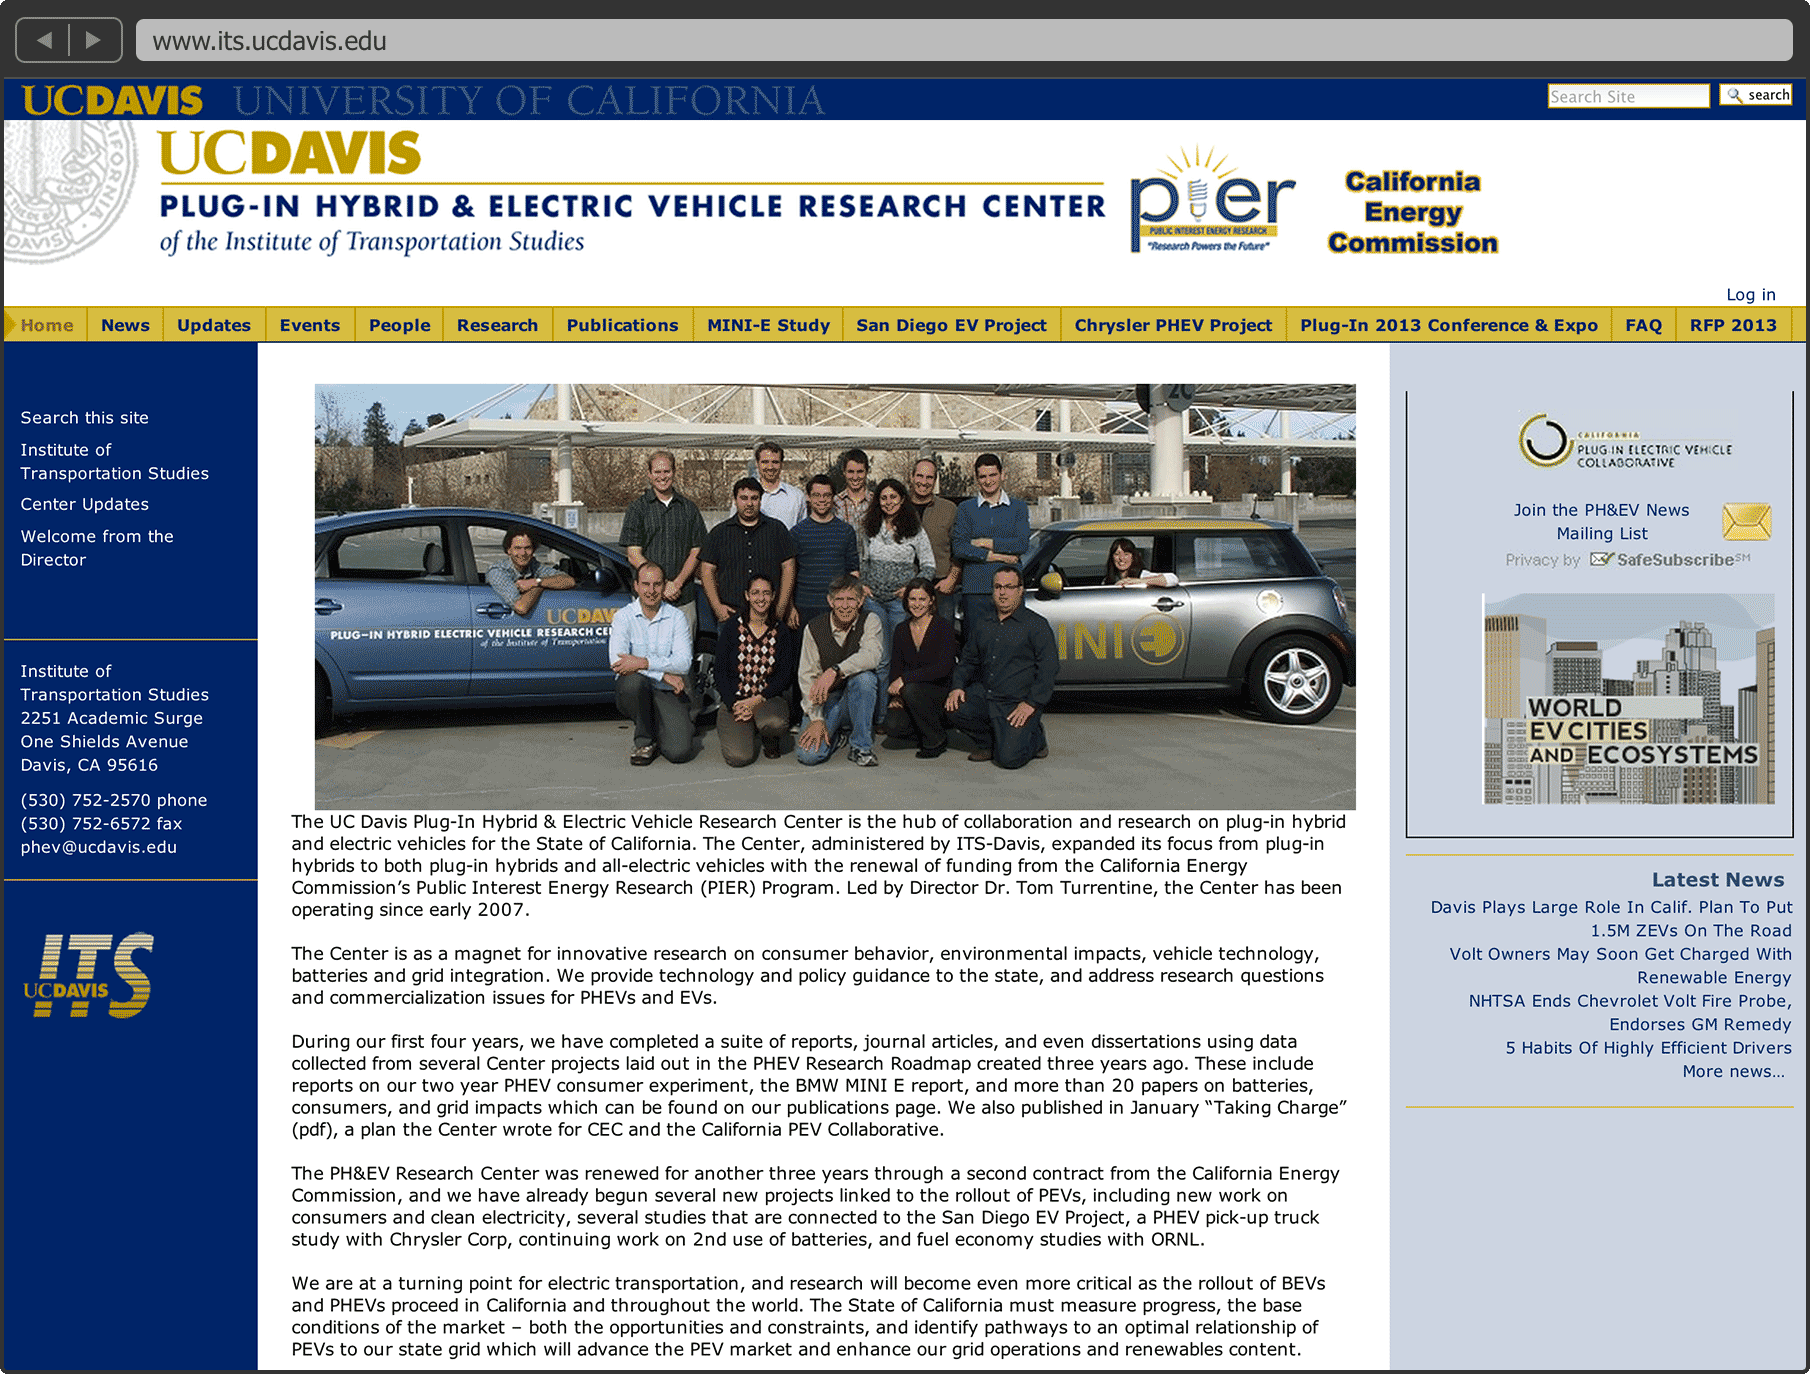 www.its.ucdavis.edu
UCDAVIS UNIVERSITY OF CALIFORNIA
Search Site
search
UCDAVIS
PLUG-IN HYBRID & ELECTRIC VEHICLE RESEARCH CENTER
of the Institute of Transportation Studies
pier
PUBLIC INTEREST ENERGY RESEARCH
"Research Powers the Future"
California
Energy
Commission
Log in
Home News Updates Events People Research Publications MINI-E Study San Diego EV Project Chrysler PHEV Project Plug-In 2013 Conference & Expo FAQ RFP 2013
Search this site
Institute of
Transportation Studies
Center Updates
Welcome from the
Director
Institute of
Transportation Studies
2251 Academic Surge
One Shields Avenue
Davis, CA 95616
(530) 752-2570 phone
(530) 752-6572 fax
phev@ucdavis.edu
ITS
UCDAVIS
20
UCDAV
PLUG-IN HYBRID ELECTRIC VEHICLE RESEARCH CE
of the Institute of Transportation
INI
The UC Davis Plug-In Hybrid & Electric Vehicle Research Center is the hub of collaboration and research on plug-in hybrid
and electric vehicles for the State of California. The Center, administered by ITS-Davis, expanded its focus from plug-in
hybrids to both plug-in hybrids and all-electric vehicles with the renewal of funding from the California Energy
Commission’s Public Interest Energy Research (PIER) Program. Led by Director Dr. Tom Turrentine, the Center has been
operating since early 2007.
The Center is as a magnet for innovative research on consumer behavior, environmental impacts, vehicle technology,
batteries and grid integration. We provide technology and policy guidance to the state, and address research questions
and commercialization issues for PHEVs and EVs.
During our first four years, we have completed a suite of reports, journal articles, and even dissertations using data
collected from several Center projects laid out in the PHEV Research Roadmap created three years ago. These include
reports on our two year PHEV consumer experiment, the BMW MINI E report, and more than 20 papers on batteries,
consumers, and grid impacts which can be found on our publications page. We also published in January “Taking Charge”
(pdf), a plan the Center wrote for CEC and the California PEV Collaborative.
The PH&EV Research Center was renewed for another three years through a second contract from the California Energy
Commission, and we have already begun several new projects linked to the rollout of PEVs, including new work on
consumers and clean electricity, several studies that are connected to the San Diego EV Project, a PHEV pick-up truck
study with Chrysler Corp, continuing work on 2nd use of batteries, and fuel economy studies with ORNL.
We are at a turning point for electric transportation, and research will become even more critical as the rollout of BEVs
and PHEVs proceed in California and throughout the world. The State of California must measure progress, the base
conditions of the market – both the opportunities and constraints, and identify pathways to an optimal relationship of
PEVs to our state grid which will advance the PEV market and enhance our grid operations and renewables content.
CALIFORNIA
PLUG-IN ELECTRIC VEHICLE
COLLABORATIVE
Join the PH&EV News
Mailing List
Privacy by SafeSubscribe℠
WORLD
EV CITIES
AND ECOSYSTEMS
Latest News
Davis Plays Large Role In Calif. Plan To Put
1.5M ZEVs On The Road
Volt Owners May Soon Get Charged With
Renewable Energy
NHTSA Ends Chevrolet Volt Fire Probe,
Endorses GM Remedy
5 Habits Of Highly Efficient Drivers
More news…